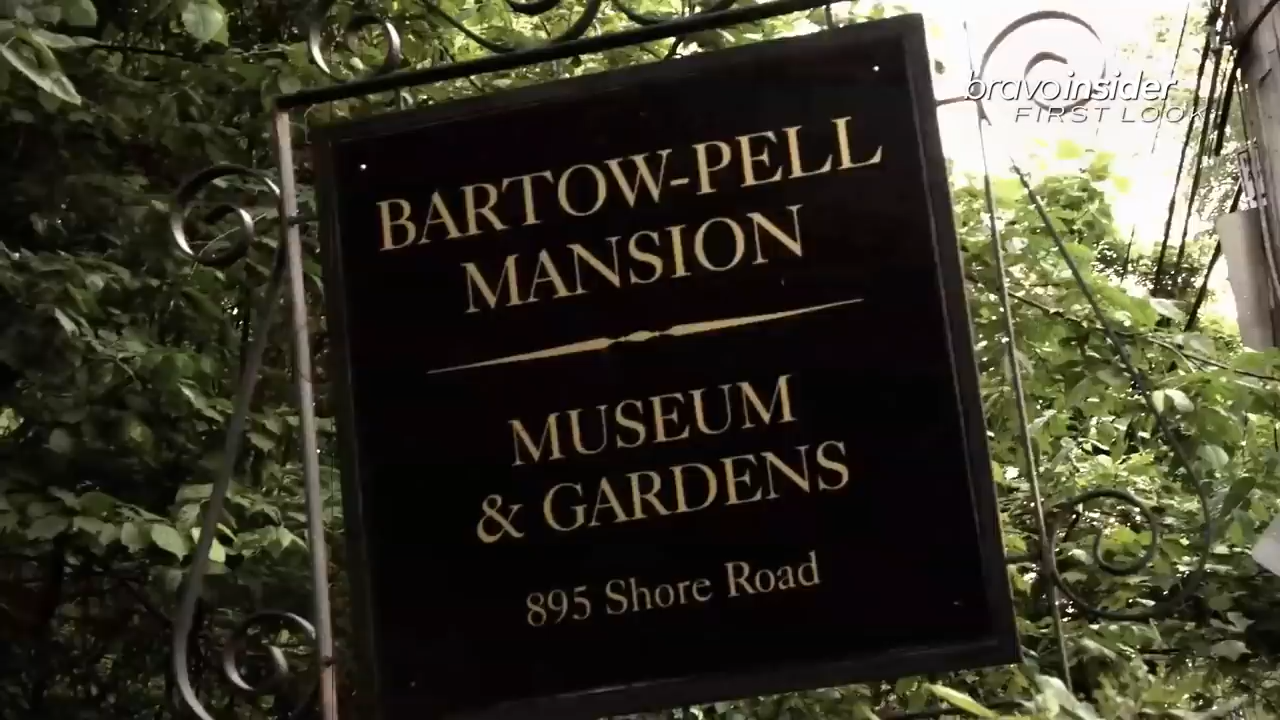 bravoinsider
FIRST LOOK
BARTOW-PELL
MANSION
MUSEUM
& GARDENS
895 Shore Road